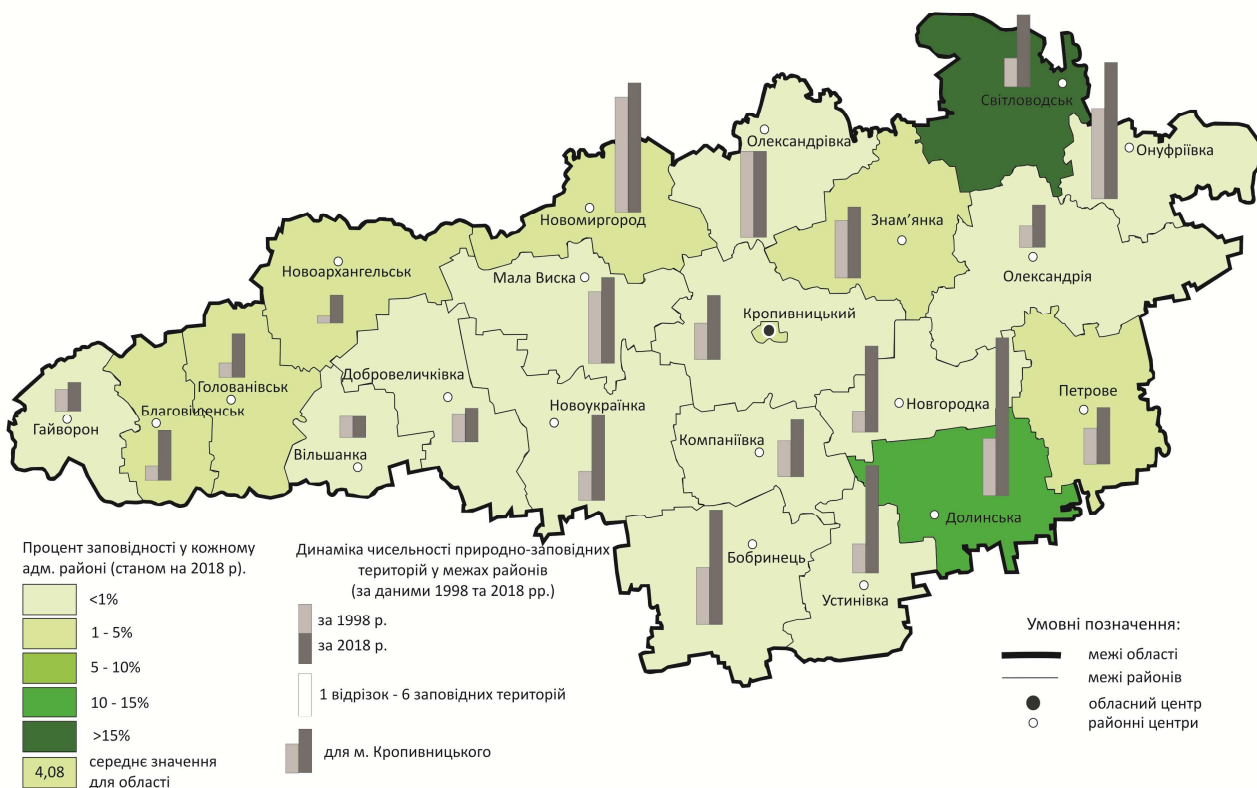 Світловодськ
Онуфріївка
Олександрівка
Знам’янка
Новомиргород
Олександрія
Новоархангельськ
Мала Виска
Кропивницький
Голованівськ
Добровеличківка
Новоукраїнка
Новгородка
Петрове
Благовіщенськ
Гайворон
Вільшанка
Компаніївка
Долинська
Бобринець
Устинівка
Процент заповідності у кожному
адм. районі (станом на 2018 р).
<1%
1 - 5%
5 - 10%
10 - 15%
>15%
4,08 середнє значення
для області
Динаміка чисельності природно-заповідних
територій у межах районів
(за даними 1998 та 2018 рр.)
за 1998 р.
за 2018 р.
1 відрізок - 6 заповідних територій
для м. Кропивницького
Умовні позначення:
межі області
межі районів
обласний центр
районні центри